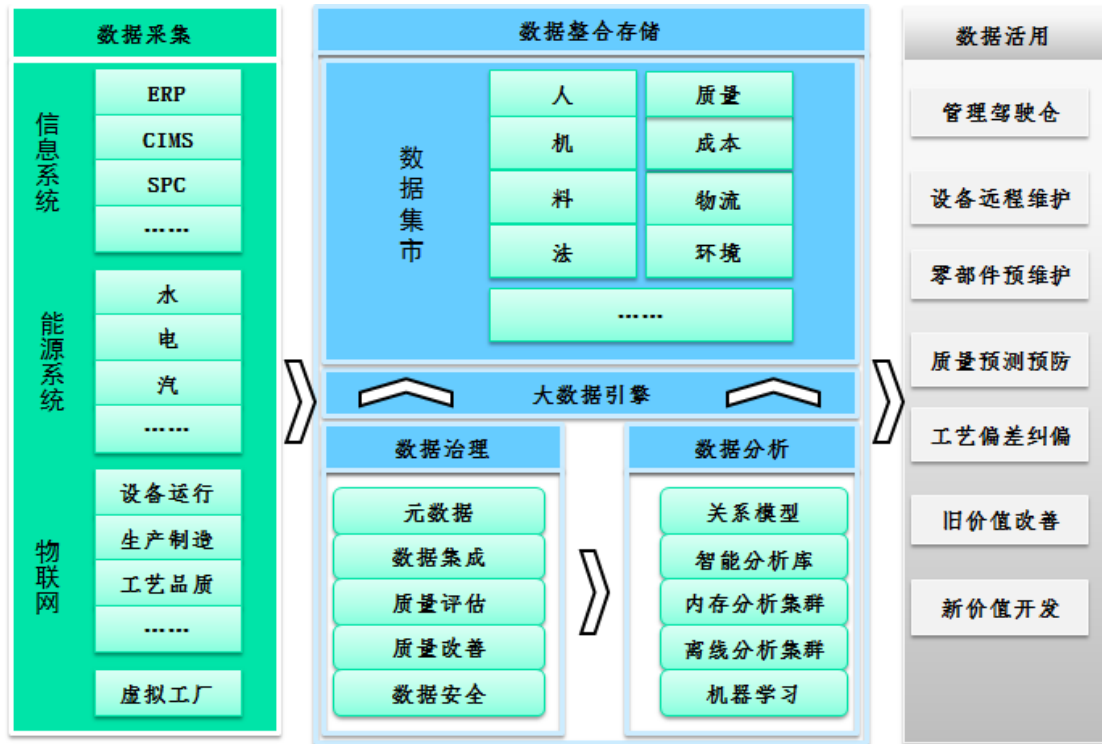 数据采集
信息系统
ERP
CIMS
SPC
……
能源系统
水
电
汽
……
物联网
设备运行
生产制造
工艺品质
……
虚拟工厂
数据整合存储
数据集市
人
质量
机
成本
料
物流
法
环境
……
大数据引擎
数据治理
元数据
数据集成
质量评估
质量改善
数据安全
数据分析
关系模型
智能分析库
内存分析集群
离线分析集群
机器学习
数据活用
管理驾驶仓
设备远程维护
零部件预维护
质量预测预防
工艺偏差纠偏
旧价值改善
新价值开发